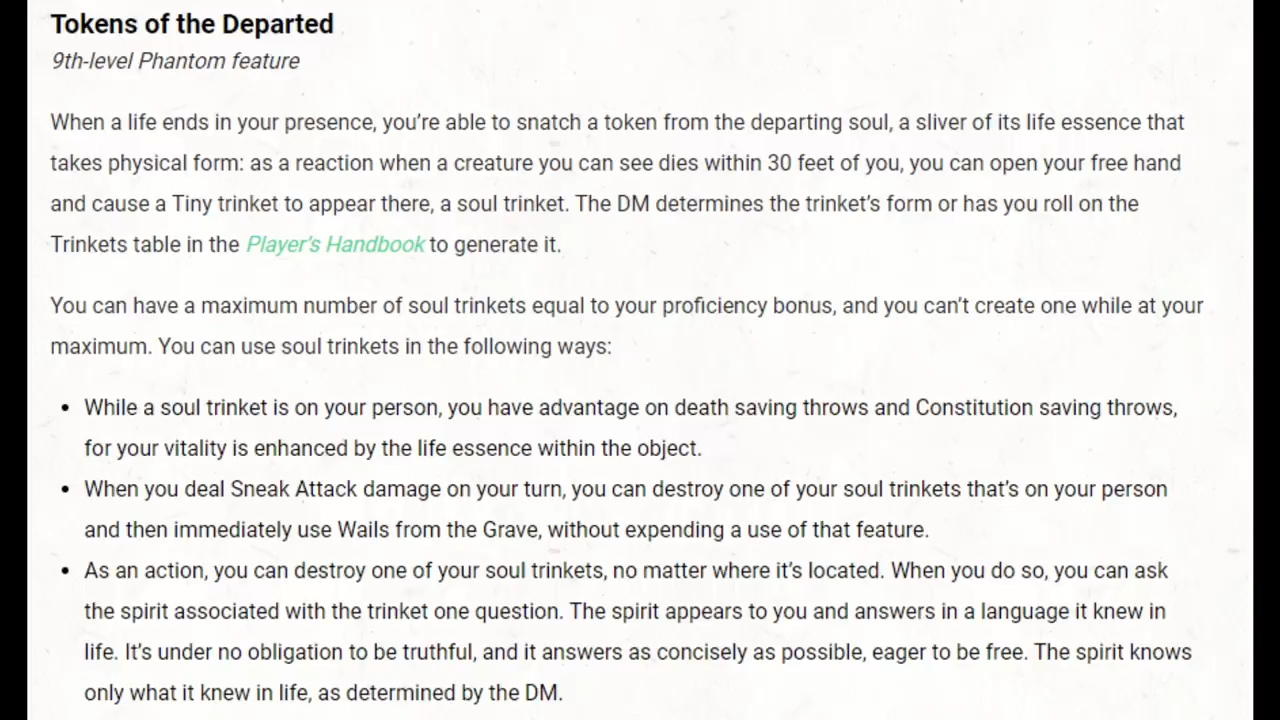 Tokens of the Departed
9th-level Phantom feature
When a life ends in your presence, you’re able to snatch a token from the departing soul, a sliver of its life essence that
takes physical form: as a reaction when a creature you can see dies within 30 feet of you, you can open your free hand
and cause a Tiny trinket to appear there, a soul trinket. The DM determines the trinket’s form or has you roll on the
Trinkets table in the Player’s Handbook to generate it.
You can have a maximum number of soul trinkets equal to your proficiency bonus, and you can’t create one while at your
maximum. You can use soul trinkets in the following ways:
• While a soul trinket is on your person, you have advantage on death saving throws and Constitution saving throws,
for your vitality is enhanced by the life essence within the object.
• When you deal Sneak Attack damage on your turn, you can destroy one of your soul trinkets that’s on your person
and then immediately use Wails from the Grave, without expending a use of that feature.
• As an action, you can destroy one of your soul trinkets, no matter where it’s located. When you do so, you can ask
the spirit associated with the trinket one question. The spirit appears to you and answers in a language it knew in
life. It’s under no obligation to be truthful, and it answers as concisely as possible, eager to be free. The spirit knows
only what it knew in life, as determined by the DM.